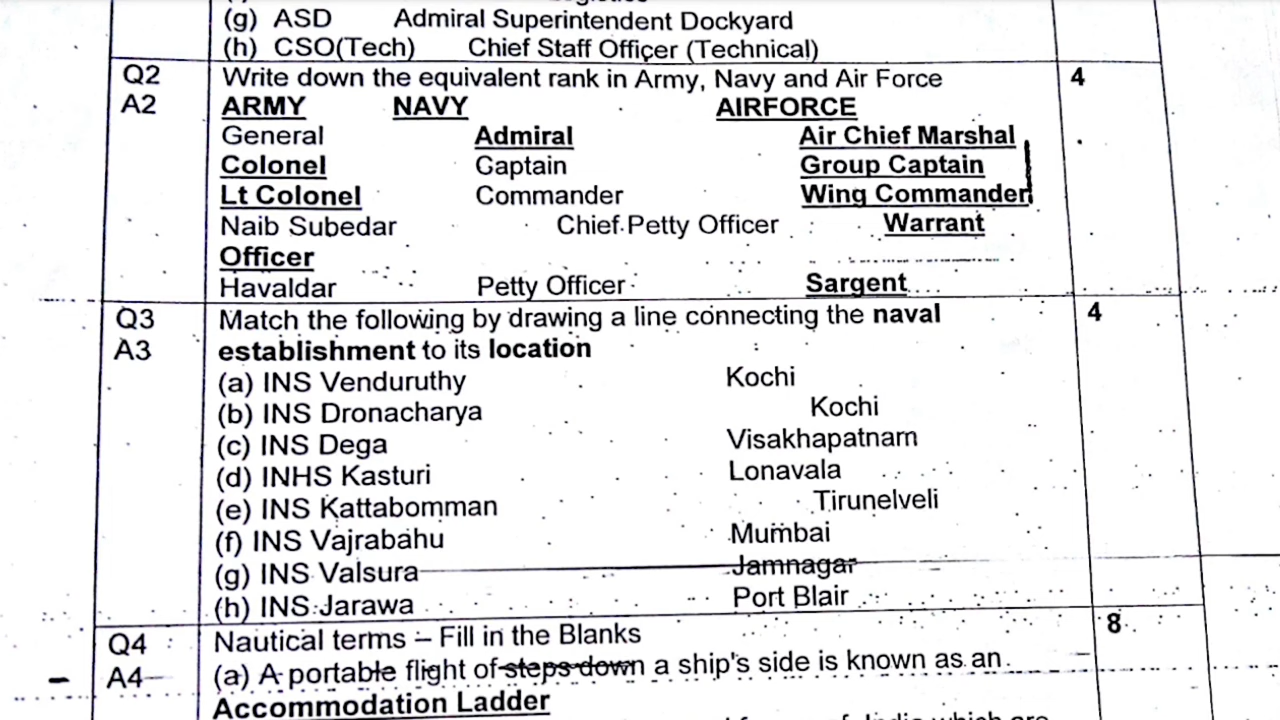 (g) ASD Admiral Superintendent Dockyard
(h) CSO(Tech) Chief Staff Officer (Technical)
Q2 Write down the equivalent rank in Army, Navy and Air Force 4
A2 ARMY NAVY AIRFORCE
General Admiral Air Chief Marshal
Colonel Captain Group Captain
Lt Colonel Commander Wing Commander
Naib Subedar Chief Petty Officer Warrant
Officer
Havaldar Petty Officer Sargent
Q3 Match the following by drawing a line connecting the naval 4
A3 establishment to its location
(a) INS Venduruthy Kochi
(b) INS Dronacharya Kochi
(c) INS Dega Visakhapatnam
(d) INHS Kasturi Lonavala
(e) INS Kattabomman Tirunelveli
(f) INS Vajrabahu Mumbai
(g) INS Valsura Jamnagar
(h) INS Jarawa Port Blair
Q4 Nautical terms – Fill in the Blanks 8
A4 (a) A portable flight of steps down a ship's side is known as an
Accommodation Ladder